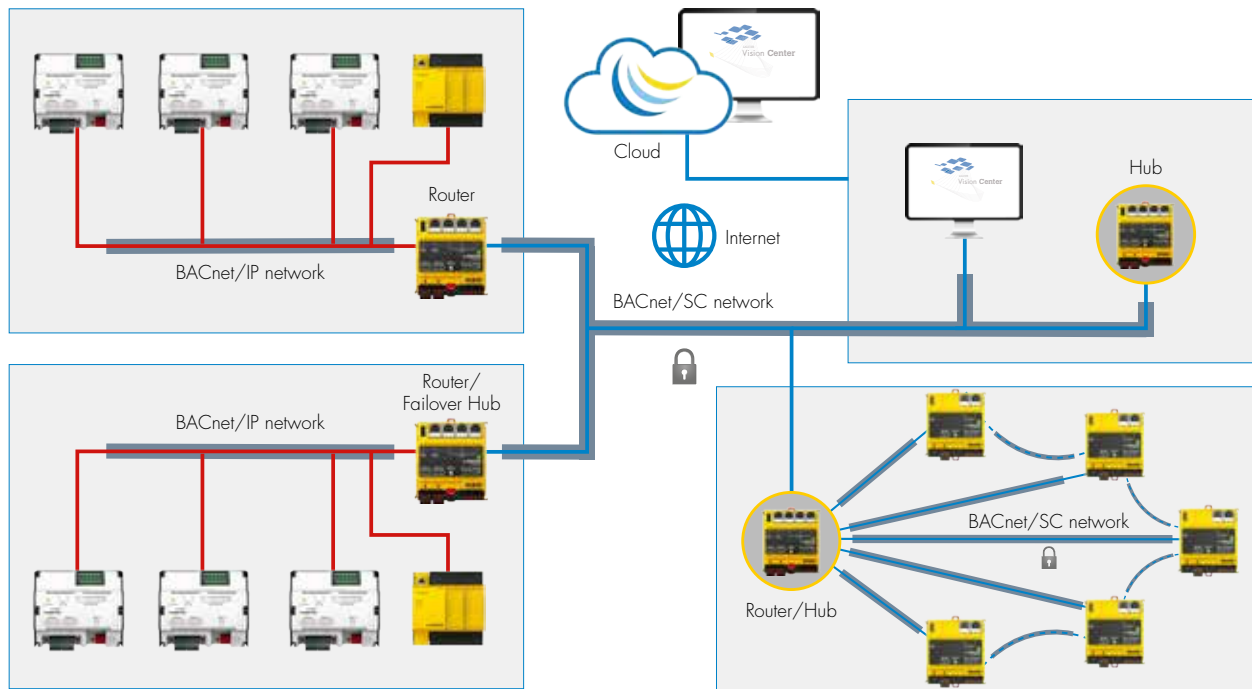 Vision Center
Cloud
Vision Center
Hub
Router
Internet
BACnet/IP network
BACnet/SC network
Router/
Failover Hub
BACnet/IP network
BACnet/SC network
Router/Hub